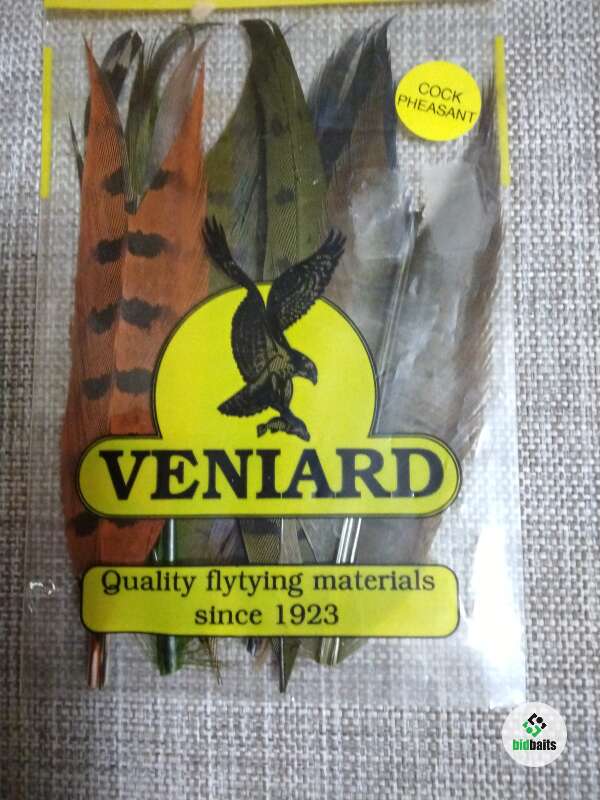 COCK
PHEASANT
VENIARD
Quality flytying materials
since 1923
bidbaits